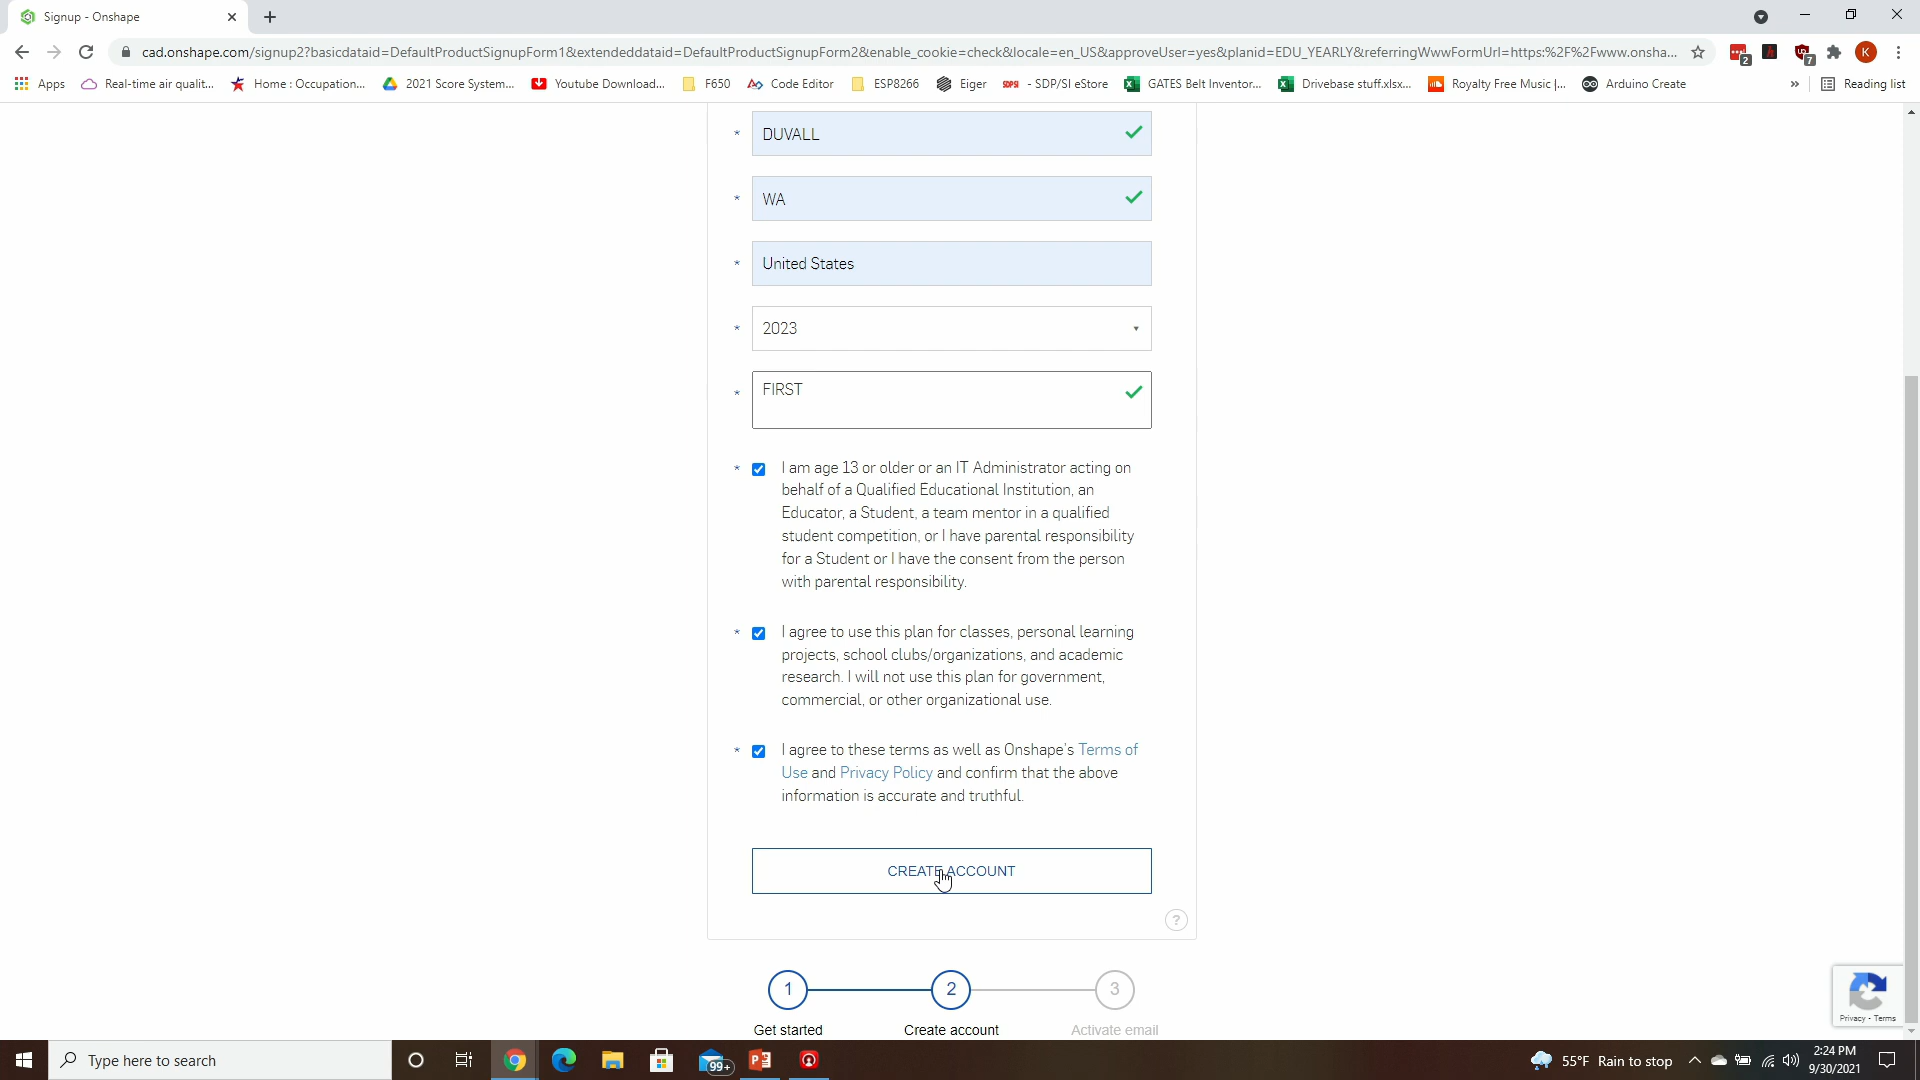 Signup - Onshape
cad.onshape.com/signup2?basicdataid=DefaultProductSignupForm1&extendeddataid=DefaultProductSignupForm2&enable_cookie=check&locale=en_US&approveUser=yes&planid=EDU_YEARLY&referringWwwFormUrl=https:%2F%2Fwww.onsha...
2
7
K
Apps
Real-time air qualit...
Home : Occupation...
2021 Score System...
Youtube Download...
F650
Code Editor
ESP8266
Eiger
SDP/SI - SDP/SI eStore
GATES Belt Inventor...
Drivebase stuff.xlsx...
Royalty Free Music |...
Arduino Create
»
Reading list
* DUVALL
* WA
* United States
* 2023
* FIRST
* I am age 13 or older or an IT Administrator acting on
behalf of a Qualified Educational Institution, an
Educator, a Student, a team mentor in a qualified
student competition, or I have parental responsibility
for a Student or I have the consent from the person
with parental responsibility.
* I agree to use this plan for classes, personal learning
projects, school clubs/organizations, and academic
research. I will not use this plan for government,
commercial, or other organizational use.
* I agree to these terms as well as Onshape's Terms of
Use and Privacy Policy and confirm that the above
information is accurate and truthful.
CREATE ACCOUNT
?
1 2 3
Get started Create account Activate email
Privacy - Terms
Type here to search
99+
55°F Rain to stop
2:24 PM
9/30/2021